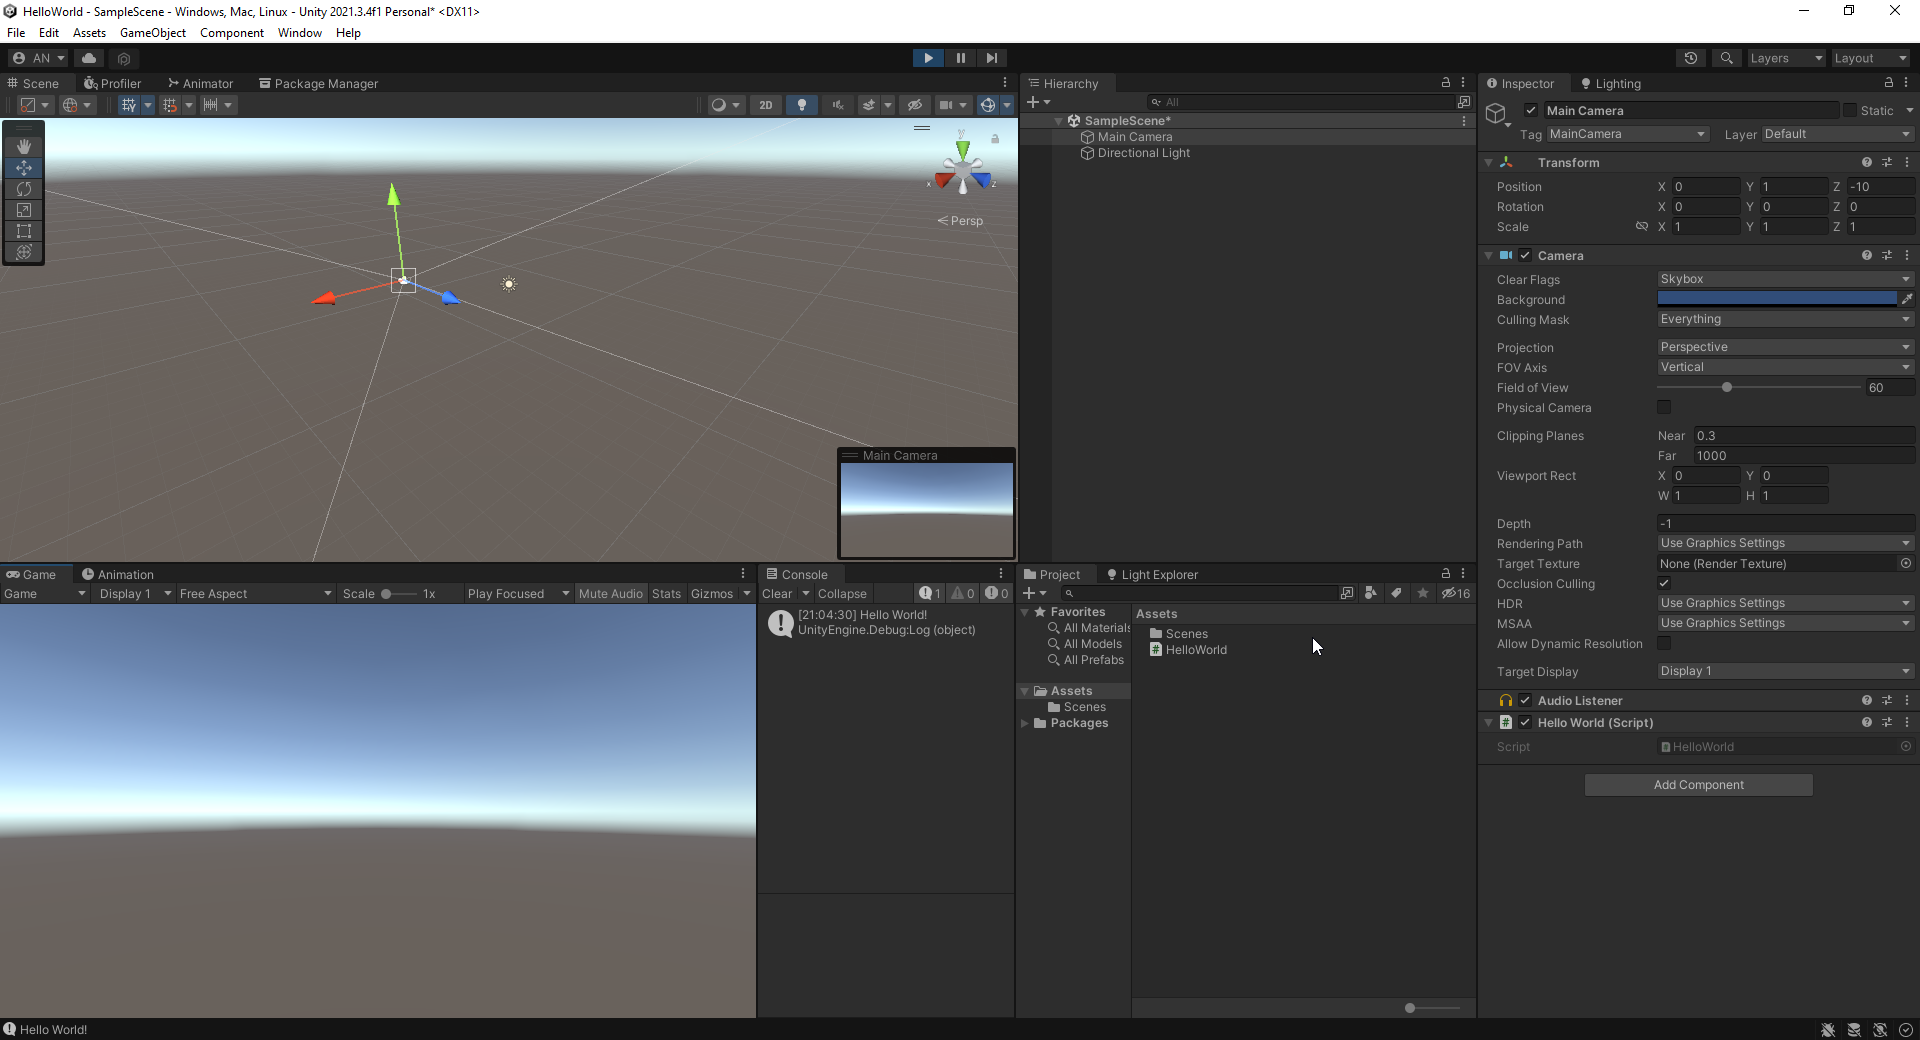 HelloWorld - SampleScene - Windows, Mac, Linux - Unity 2021.3.4f1 Personal* <DX11>
File Edit Assets GameObject Component Window Help
AN
Layers Layout
Scene Profiler Animator Package Manager
2D
y
x
z
Persp
Main Camera
Hierarchy
All
SampleScene*
Main Camera
Directional Light
Inspector Lighting
Main Camera Static
Tag MainCamera Layer Default
Transform
Position X 0 Y 1 Z -10
Rotation X 0 Y 0 Z 0
Scale X 1 Y 1 Z 1
Camera
Clear Flags Skybox
Background
Culling Mask Everything
Projection Perspective
FOV Axis Vertical
Field of View 60
Physical Camera
Clipping Planes Near 0.3
Far 1000
Viewport Rect X 0 Y 0
W 1 H 1
Depth -1
Rendering Path Use Graphics Settings
Target Texture None (Render Texture)
Occlusion Culling
HDR Use Graphics Settings
MSAA Use Graphics Settings
Allow Dynamic Resolution
Target Display Display 1
Audio Listener
# Hello World (Script)
Script HelloWorld
Add Component
Game Animation
Game Display 1 Free Aspect Scale 1x Play Focused Mute Audio Stats Gizmos
Console
Clear Collapse 1 0 0
[21:04:30] Hello World!
UnityEngine.Debug:Log (object)
Project Light Explorer
16
Favorites
All Materials
All Models
All Prefabs
Assets
Scenes
Packages
Assets
Scenes
# HelloWorld
Hello World!